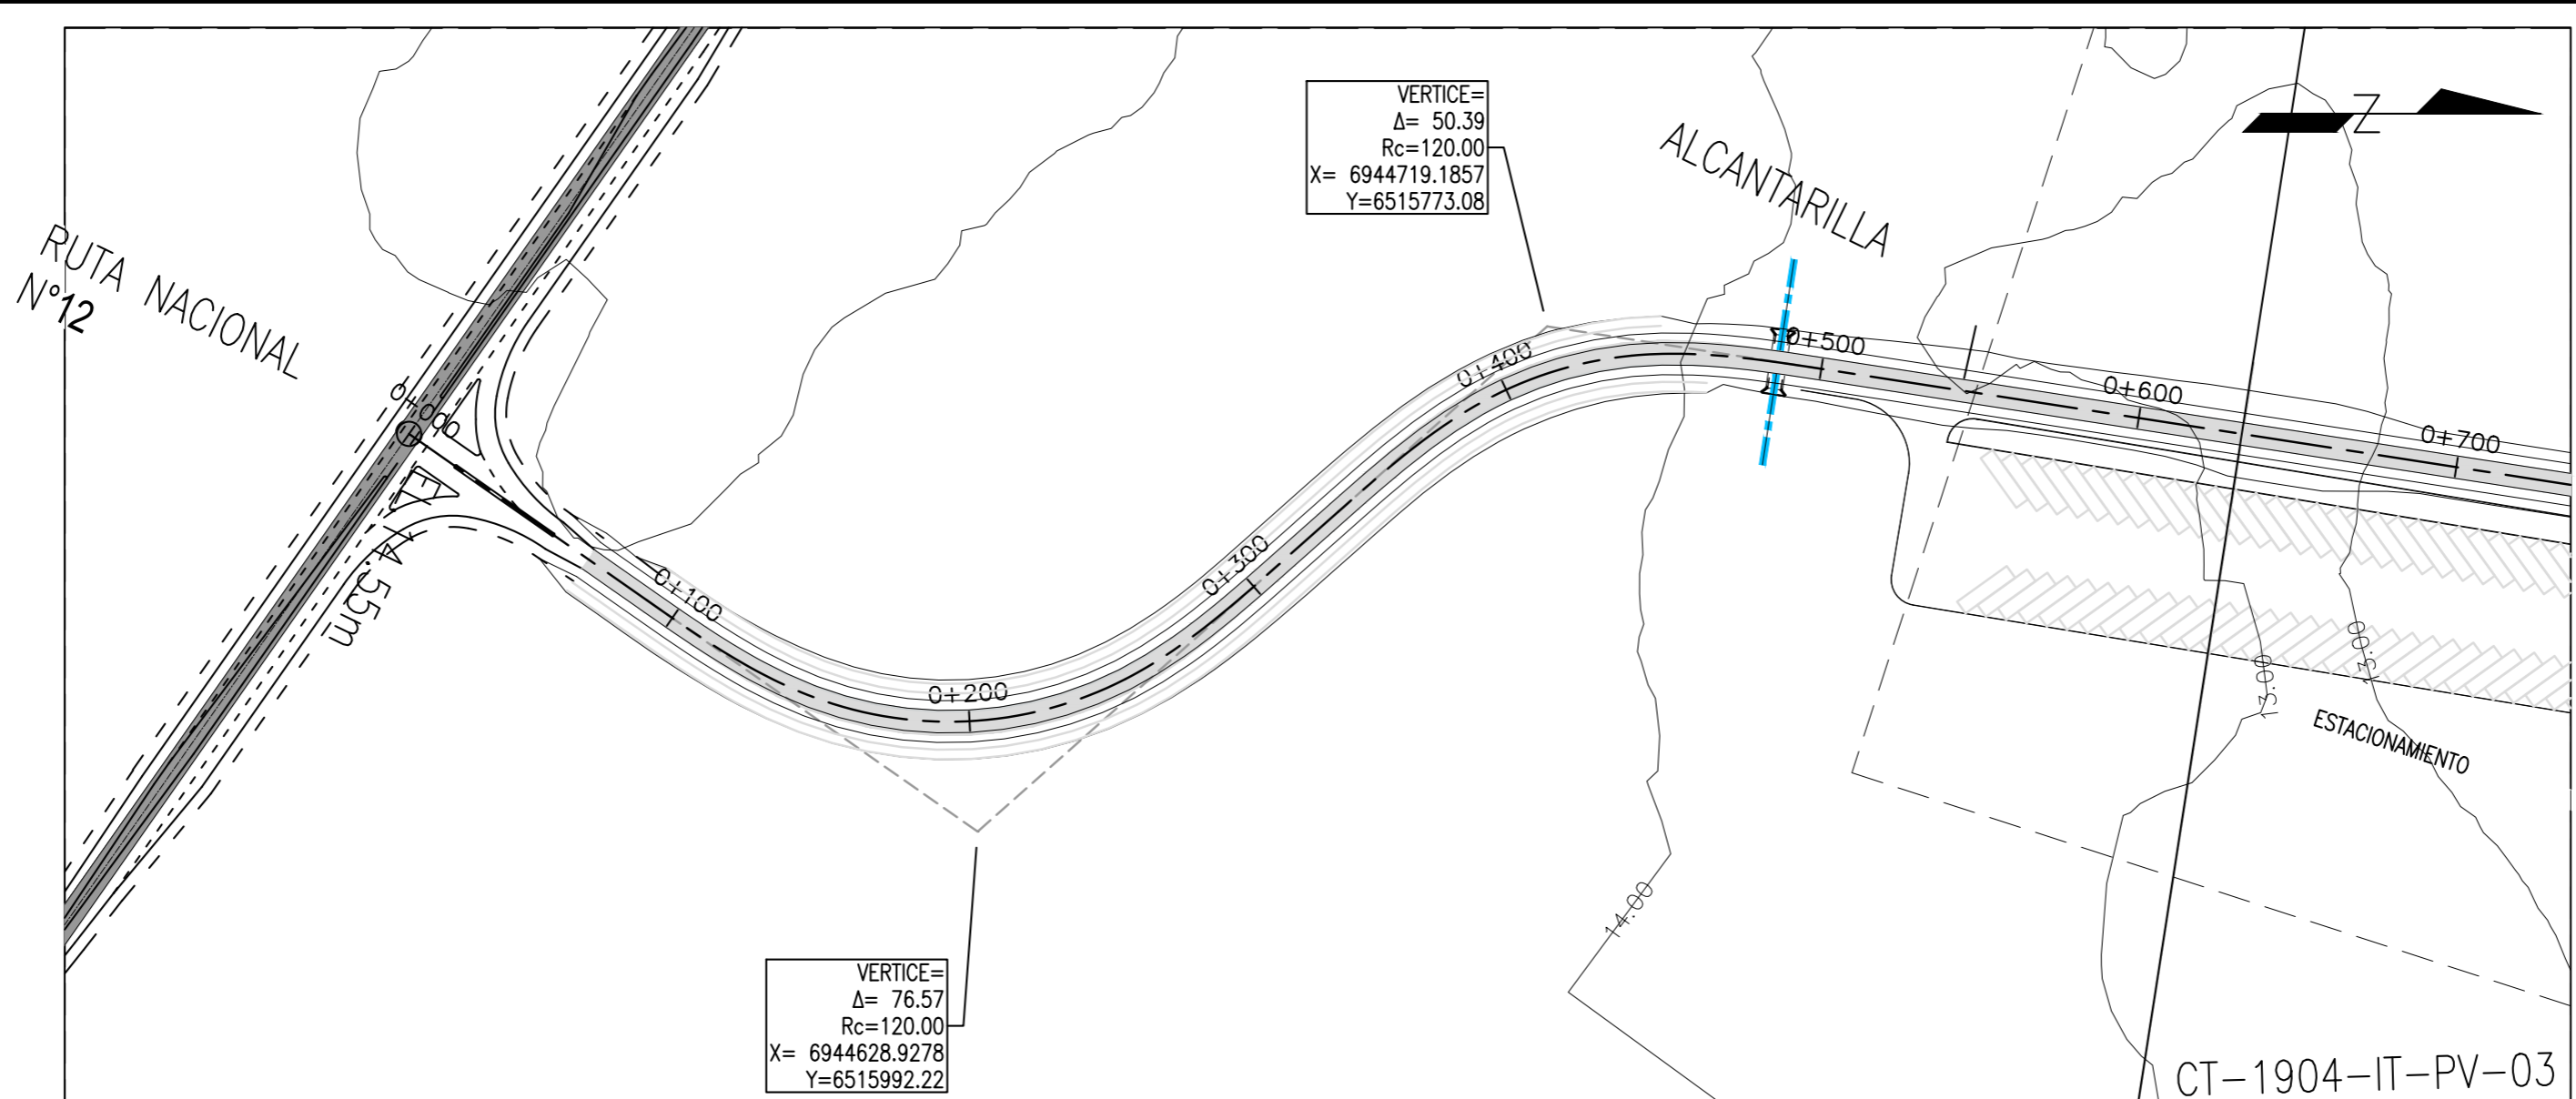 RUTA NACIONAL
N°12
VERTICE=
Δ= 50.39
Rc=120.00
X= 6944719.1857
Y=6515773.08
ALCANTARILLA
Z
0+000
0+100
0+200
0+300
0+400
0+500
0+600
0+700
EL 74.55m
VERTICE=
Δ= 76.57
Rc=120.00
X= 6944628.9278
Y=6515992.22
14.00
13.00
13.00
ESTACIONAMIENTO
CT-1904-IT-PV-03